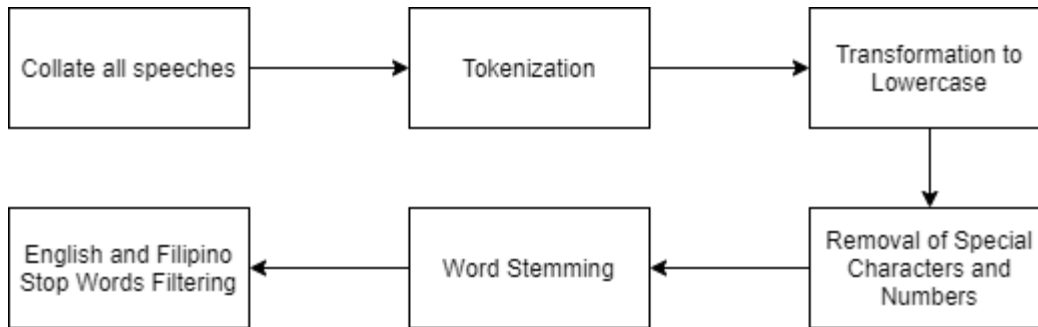 Collate all speeches
Tokenization
Transformation to
Lowercase
Removal of Special
Characters and
Numbers
Word Stemming
English and Filipino
Stop Words Filtering